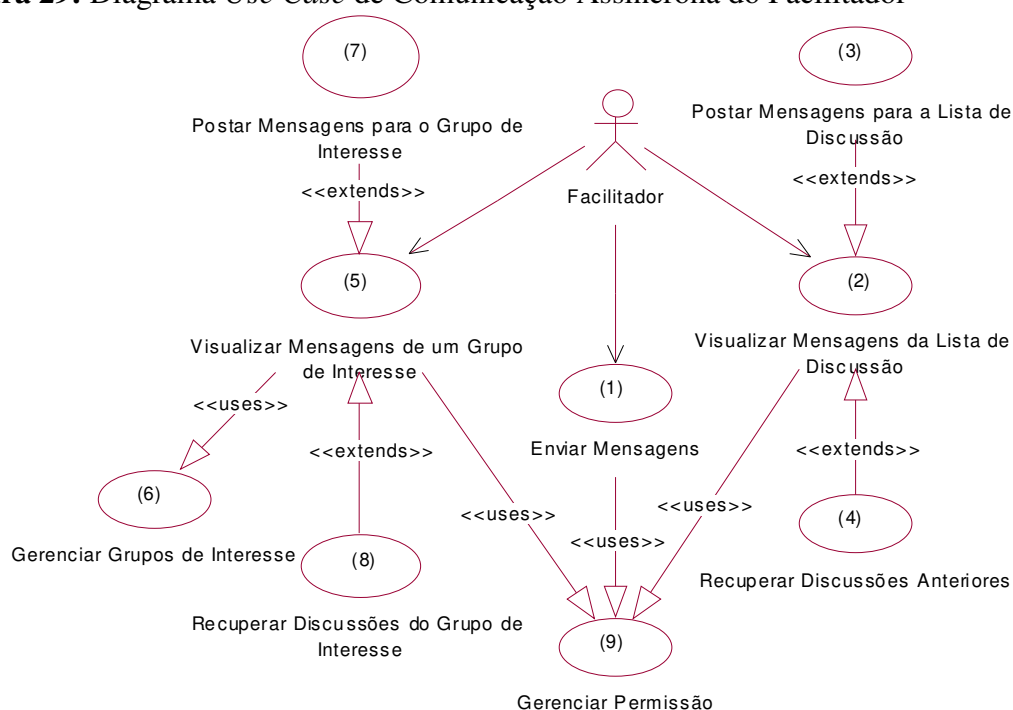 29: Diagrama Use Case de Comunicação Assíncrona do Facilitador
(7)
(3)
Postar Mensagens para o Grupo de
Interesse
Postar Mensagens para a Lista de
Discussão
<<extends>>
<<extends>>
Facilitador
(5)
(2)
Visualizar Mensagens de um Grupo
de Interesse
Visualizar Mensagens da Lista de
Discussão
(1)
<<uses>>
Enviar Mensagens
<<extends>>
<<extends>>
(6)
<<uses>>
<<uses>>
(4)
Gerenciar Grupos de Interesse
<<uses>>
(8)
Recuperar Discussões Anteriores
Recuperar Discussões do Grupo de
Interesse
(9)
Gerenciar Permissão